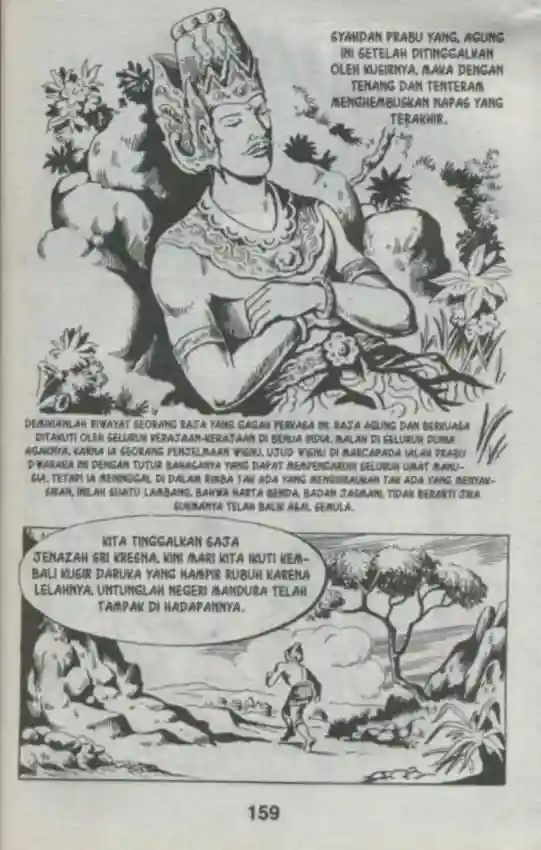 SYAHDAN PRABU YANG, AGUNG
INI SETELAH DITINGGALKAN
OLEH KUSIRNYA, MAKA DENGAN
TENANG DAN TENTERAM
MENGHEMBUSKAN NAPAS YANG
TERAKHIR.
DEMIKIANLAH RIWAYAT SEORANG RAJA YANG GAGAH PERKASA INI. RAJA AGUNG DAN BERKUASA
DITAKUTI OLEH SELURUH KERAJAAN-KERAJAAN DI BENUA INDIA, MALAH DI SELURUH DUNIA
AGAKNYA, KARNA IA SEORANG PENJELMAAN WISNU, UJUD WISNU DI MARCAPADA IALAH PRABU
DWARAKA INI DENGAN TUTUR BAHASANYA YANG DAPAT MEMPENGARUHI SELURUH UMAT MANU-
SIA. TETAPI IA MENINGGAL DI DALAM RIMBA TAK ADA YANG MENGHIRAUKAN TAK ADA YANG MENYAK-
SIKAN, INILAH SUATU LAMBANG, BAHWA HARTA BENDA, BADAN JASMANI, TIDAK BERARTI JIKA
SUKMANYA TELAH BALIK ASAL SEMULA.
KITA TINGGALKAN SAJA
JENAZAH SRI KRESNA, KINI MARI KITA IKUTI KEM-
BALI KUSIR DARUKA YANG HAMPIR RUBUH KARENA
LELAHNYA, UNTUNGLAH NEGERI MANDURA TELAH
TAMPAK DI HADAPANNYA.
159